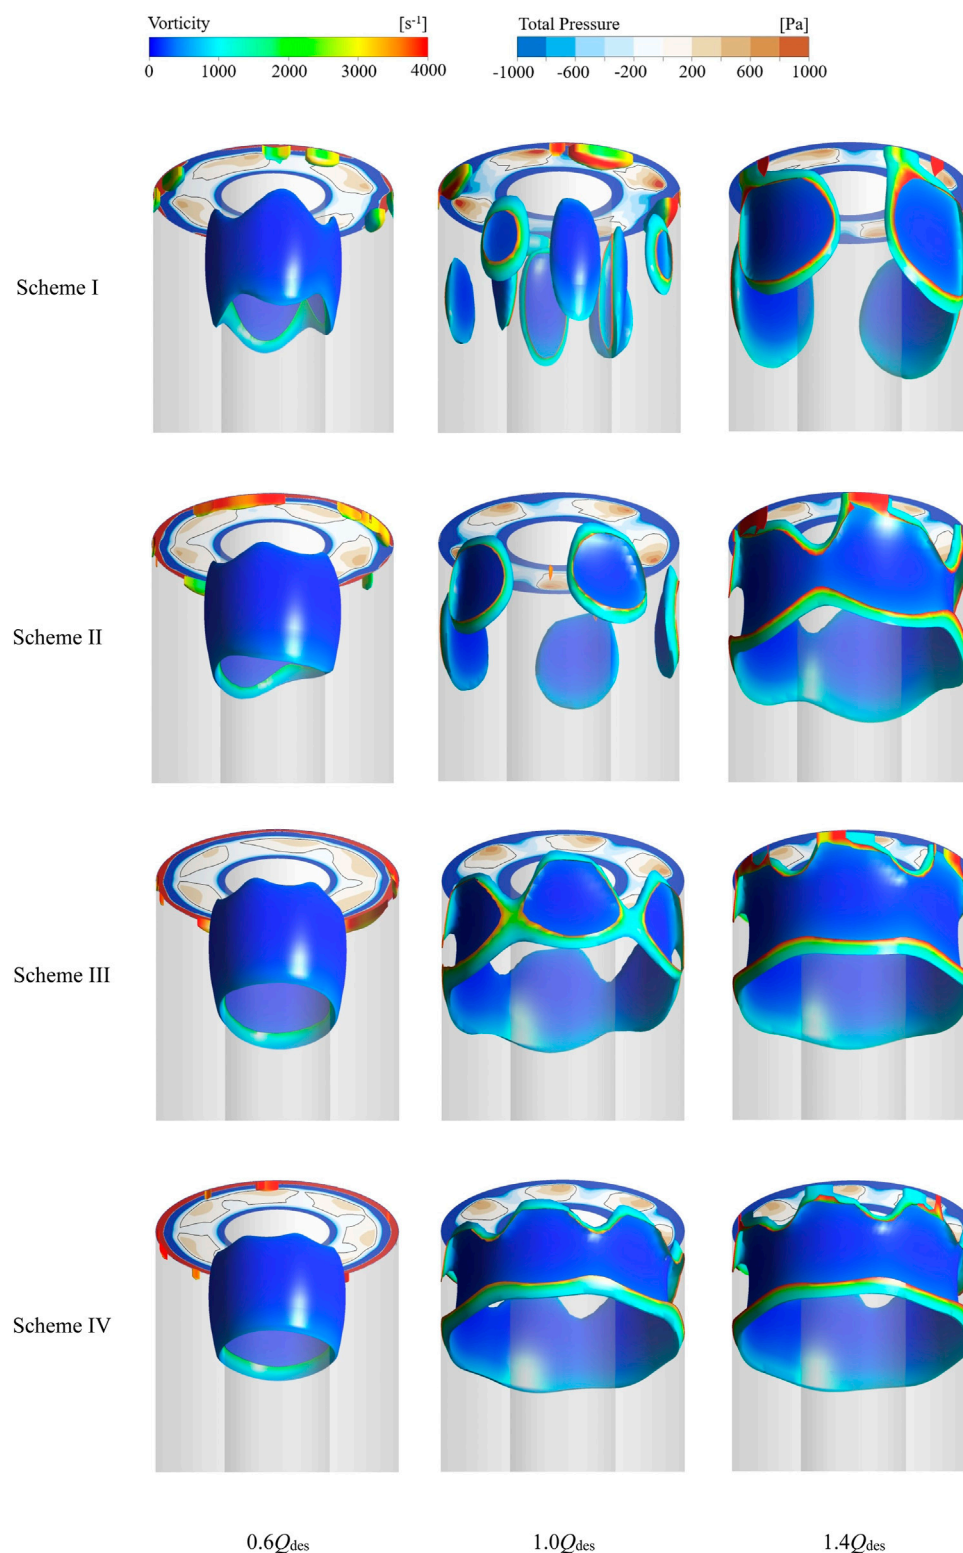 Vorticity [s⁻¹] Total Pressure [Pa]
0 1000 2000 3000 4000 -1000 -600 -200 200 600 1000
Scheme I
Scheme II
Scheme III
Scheme IV
0.6Qdes 1.0Qdes 1.4Qdes